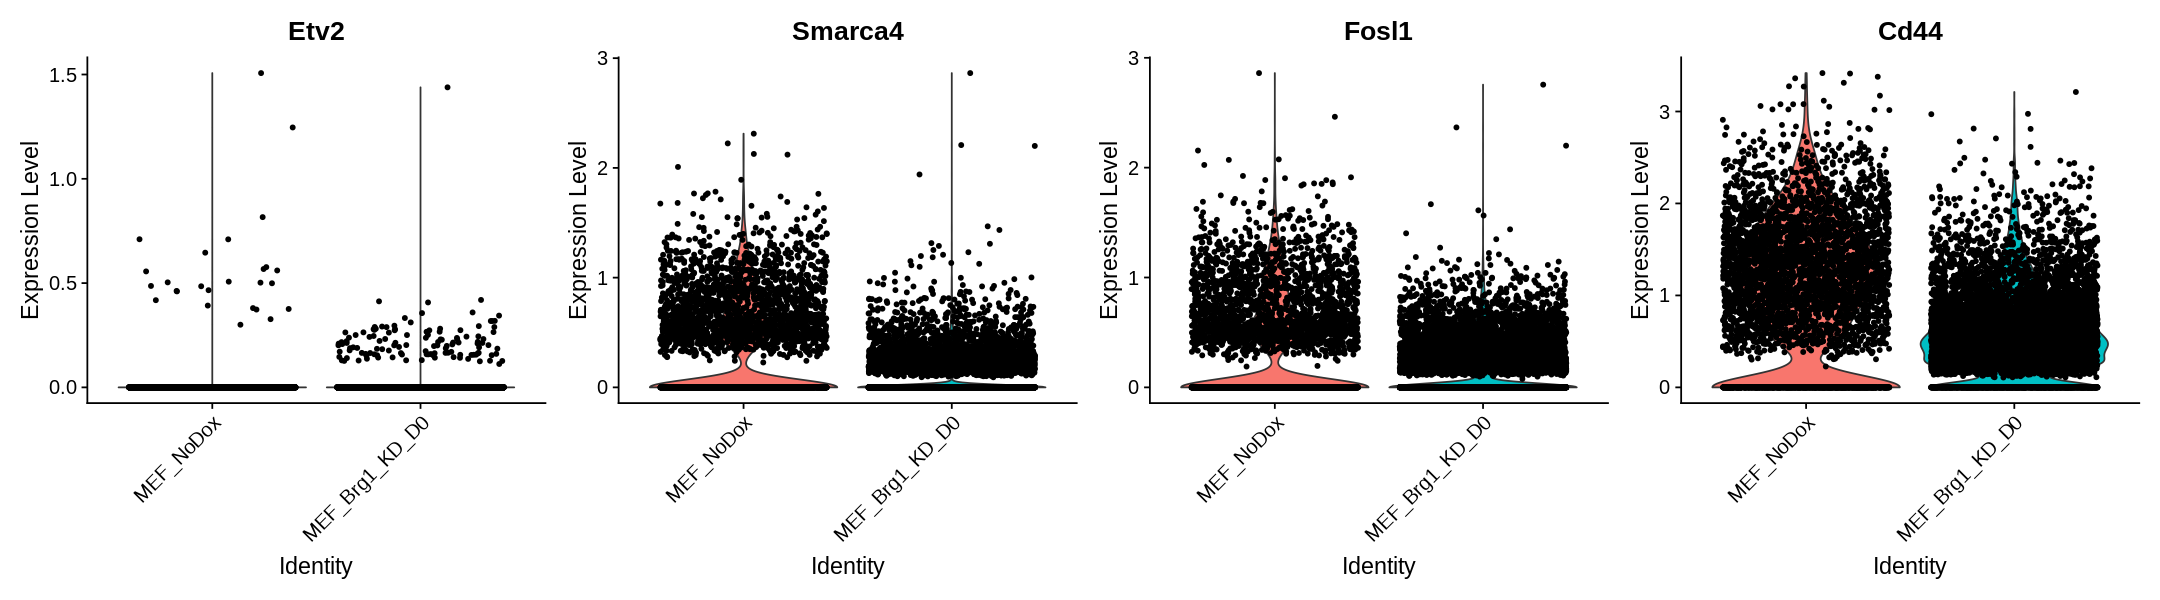 Etv2
Expression Level
1.5
1.0
0.5
0.0
MEF_NoDox
MEF_Brg1_KD_D0
Identity
Smarca4
Expression Level
3
2
1
0
MEF_NoDox
MEF_Brg1_KD_D0
Identity
Fosl1
Expression Level
3
2
1
0
MEF_NoDox
MEF_Brg1_KD_D0
Identity
Cd44
Expression Level
3
2
1
0
MEF_NoDox
MEF_Brg1_KD_D0
Identity